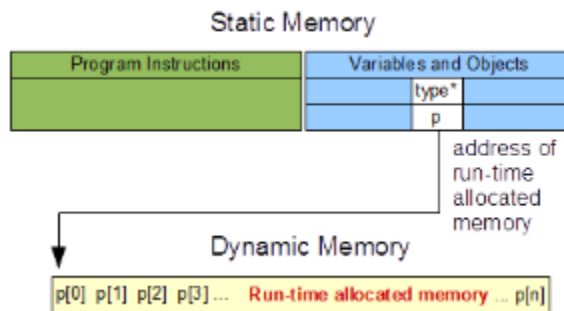 Static Memory
Program Instructions
Variables and Objects
type*
p
address of
run-time
allocated
memory
Dynamic Memory
p[0] p[1] p[2] p[3] ... Run-time allocated memory ... p[n]